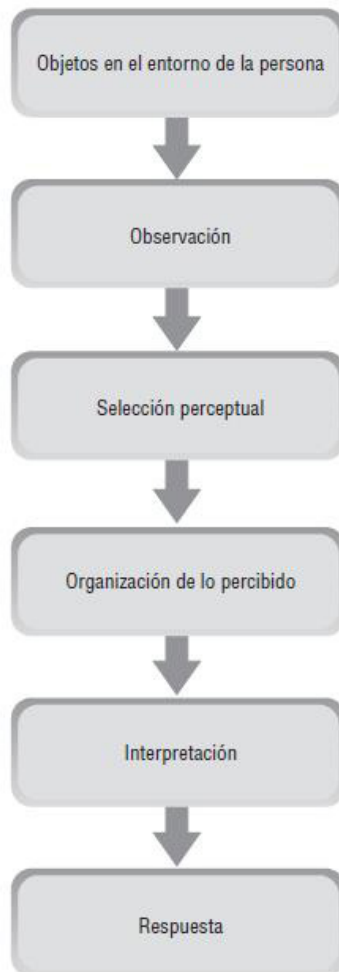 Objetos en el entorno de la persona
Observación
Selección perceptual
Organización de lo percibido
Interpretación
Respuesta